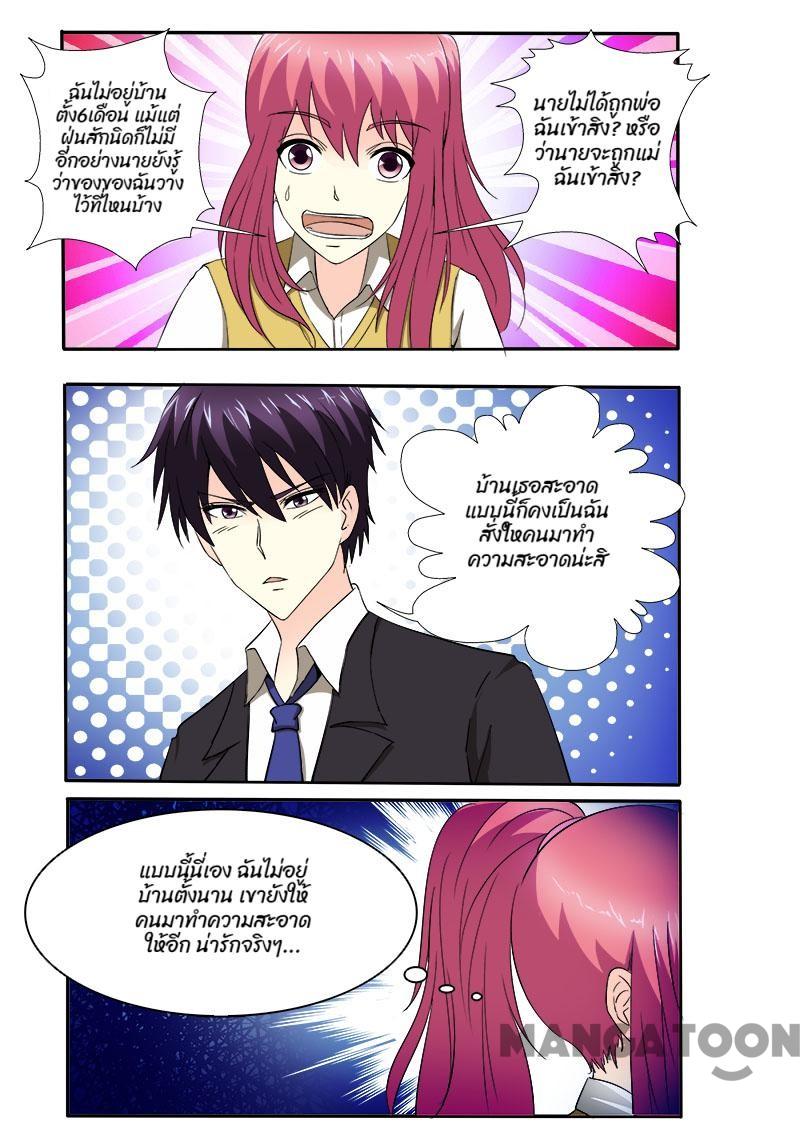 ฉันไม่อยู่บ้าน
ตั้ง6เดือน แม้แต่
ฝุ่นสักนิดก็ไม่มี
อีกอย่างนายยังรู้
ว่าของของฉันวาง
ไว้ที่ไหนบ้าง
นายไม่ได้ถูกพ่อ
ฉันเข้าสิง? หรือ
ว่านายจะถูกแม่
ฉันเข้าสิง?
บ้านเธอสะอาด
แบบนี้ก็คงเป็นฉัน
สั่งให้คนมาทำ
ความสะอาดน่ะสิ
แบบนี้นี่เอง ฉันไม่อยู่
บ้านตั้งนาน เขายังให้
คนมาทำความสะอาด
ให้อีก น่ารักจริงๆ...
MANGATOON